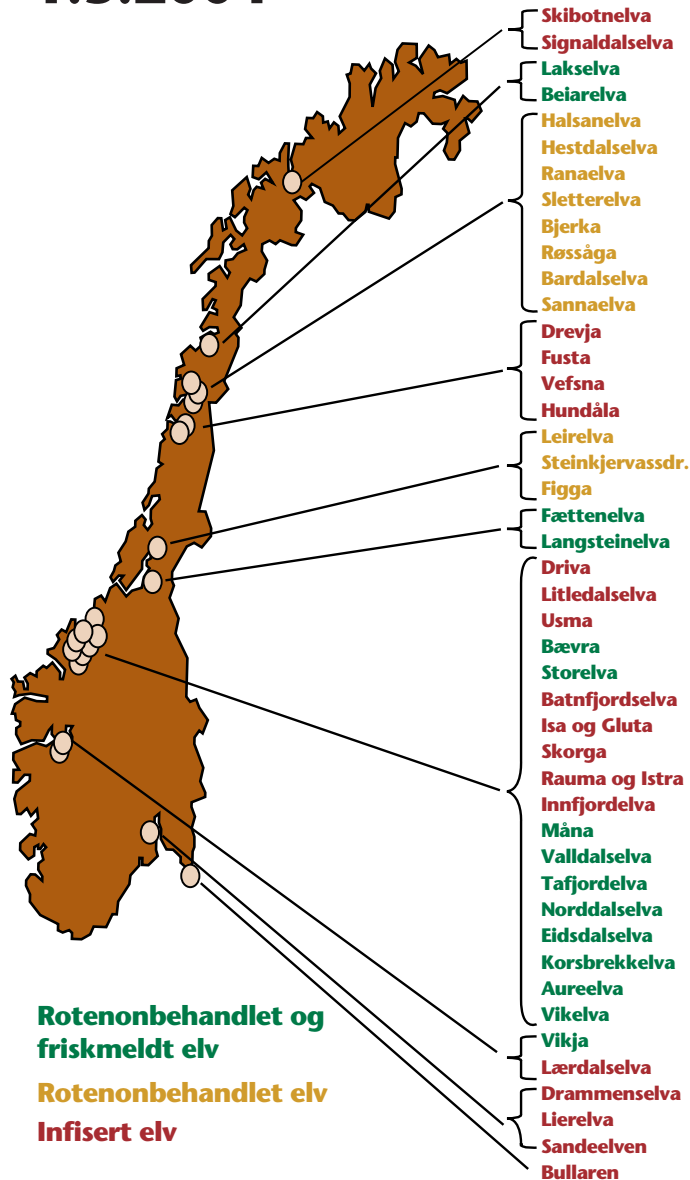 Skibotnelva
Signaldalselva
Lakselva
Beiarelva
Halsanelva
Hestdalselva
Ranaelva
Sletterelva
Bjerka
Røssåga
Bardalselva
Sannaelva
Drevja
Fusta
Vefsna
Hundåla
Leirelva
Steinkjervassdr.
Figga
Fættenelva
Langsteinelva
Driva
Litledalselva
Usma
Bævra
Storelva
Batnfjordselva
Isa og Gluta
Skorga
Rauma og Istra
Innfjordelva
Måna
Valldalselva
Tafjordelva
Norddalselva
Eidsdalselva
Korsbrekkelva
Aureelva
Vikelva
Vikja
Lærdalselva
Drammenselva
Lierelva
Sandeelven
Bullaren
Rotenonbehandlet og
friskmeldt elv
Rotenonbehandlet elv
Infisert elv